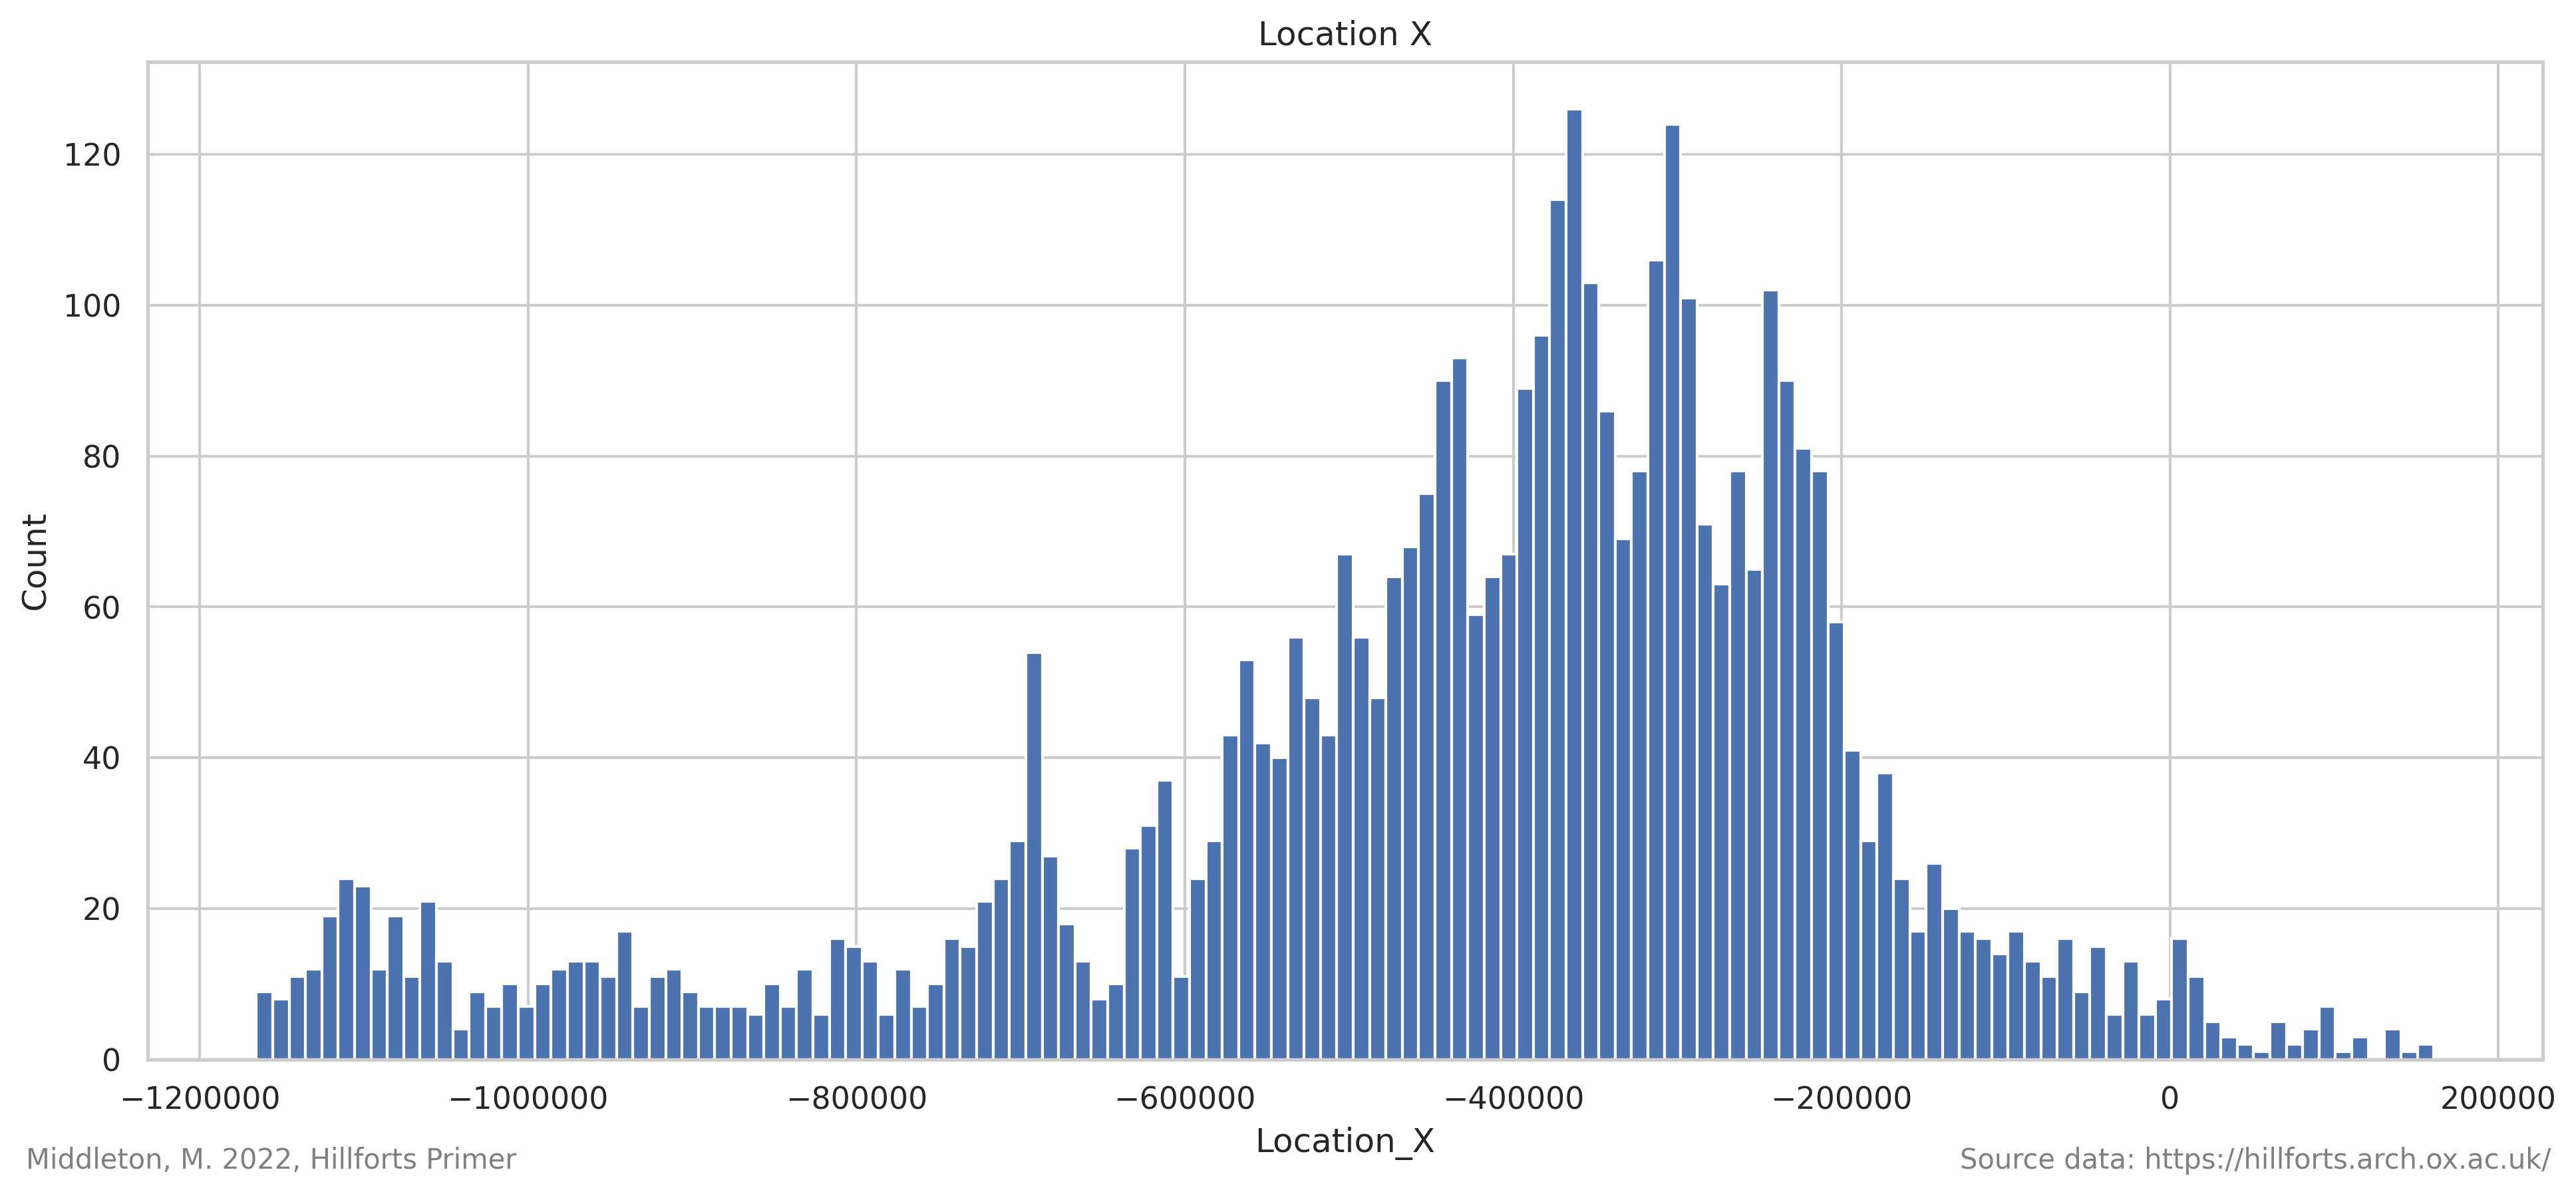 Location X
120
100
80
60
40
20
0
Count
−1200000 −1000000 −800000 −600000 −400000 −200000 0 200000
Location_X
Middleton, M. 2022, Hillforts Primer
Source data: https://hillforts.arch.ox.ac.uk/